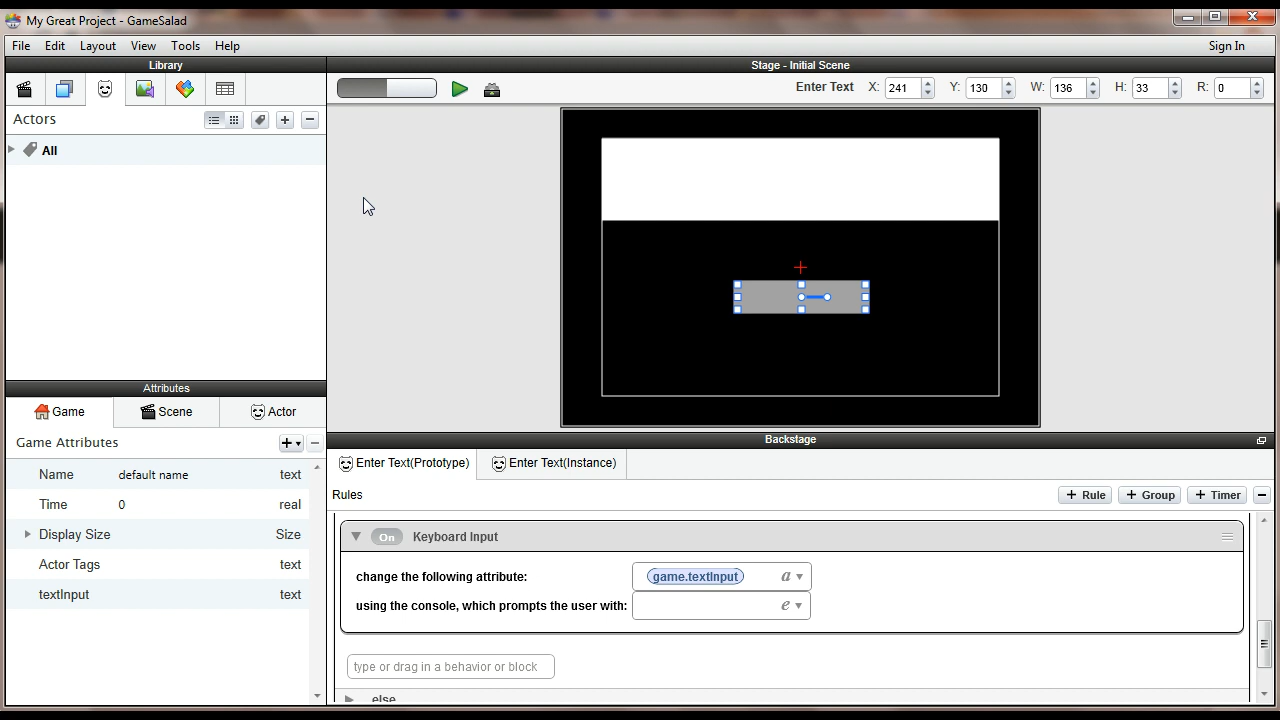 My Great Project - GameSalad
File Edit Layout View Tools Help Sign In
Library
Stage - Initial Scene
Enter Text X: 241 Y: 130 W: 136 H: 33 R: 0
Actors
All
Attributes
Game Scene Actor
Game Attributes
Name default name text
Time 0 real
Display Size Size
Actor Tags text
textInput text
Backstage
Enter Text(Prototype) Enter Text(Instance)
Rules + Rule + Group + Timer
On Keyboard Input
change the following attribute: game.textInput a
using the console, which prompts the user with: e
type or drag in a behavior or block
else